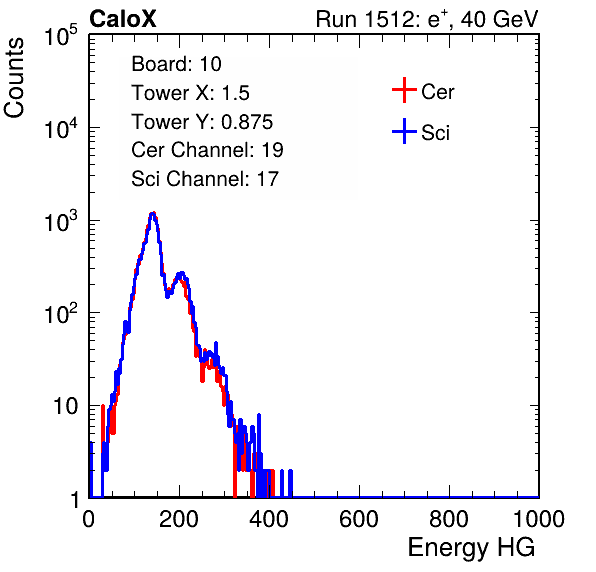 CaloX Run 1512: e+, 40 GeV
Counts
Board: 10
Tower X: 1.5
Tower Y: 0.875
Cer Channel: 19
Sci Channel: 17
Cer
Sci
10^5
10^4
10^3
10^2
10
1
0 200 400 600 800 1000
Energy HG